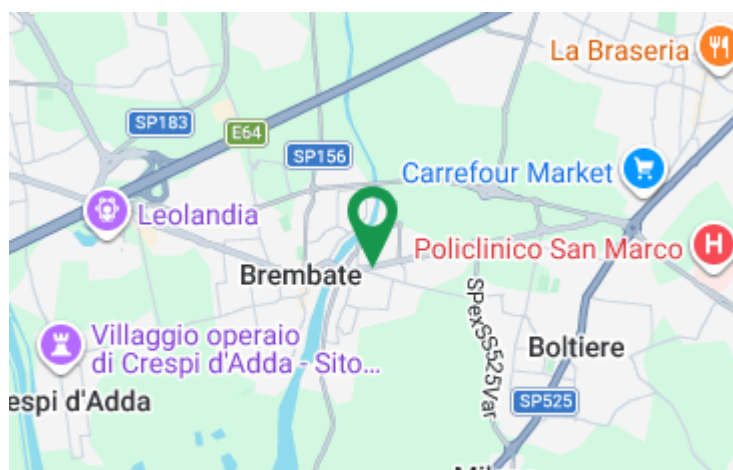 La Braseria
SP183
E64
SP156
Carrefour Market
Leolandia
Policlinico San Marco
H
Brembate
SPexSS525Var
Villaggio operaio
di Crespi d'Adda - Sito...
Boltiere
espi d'Adda
SP525